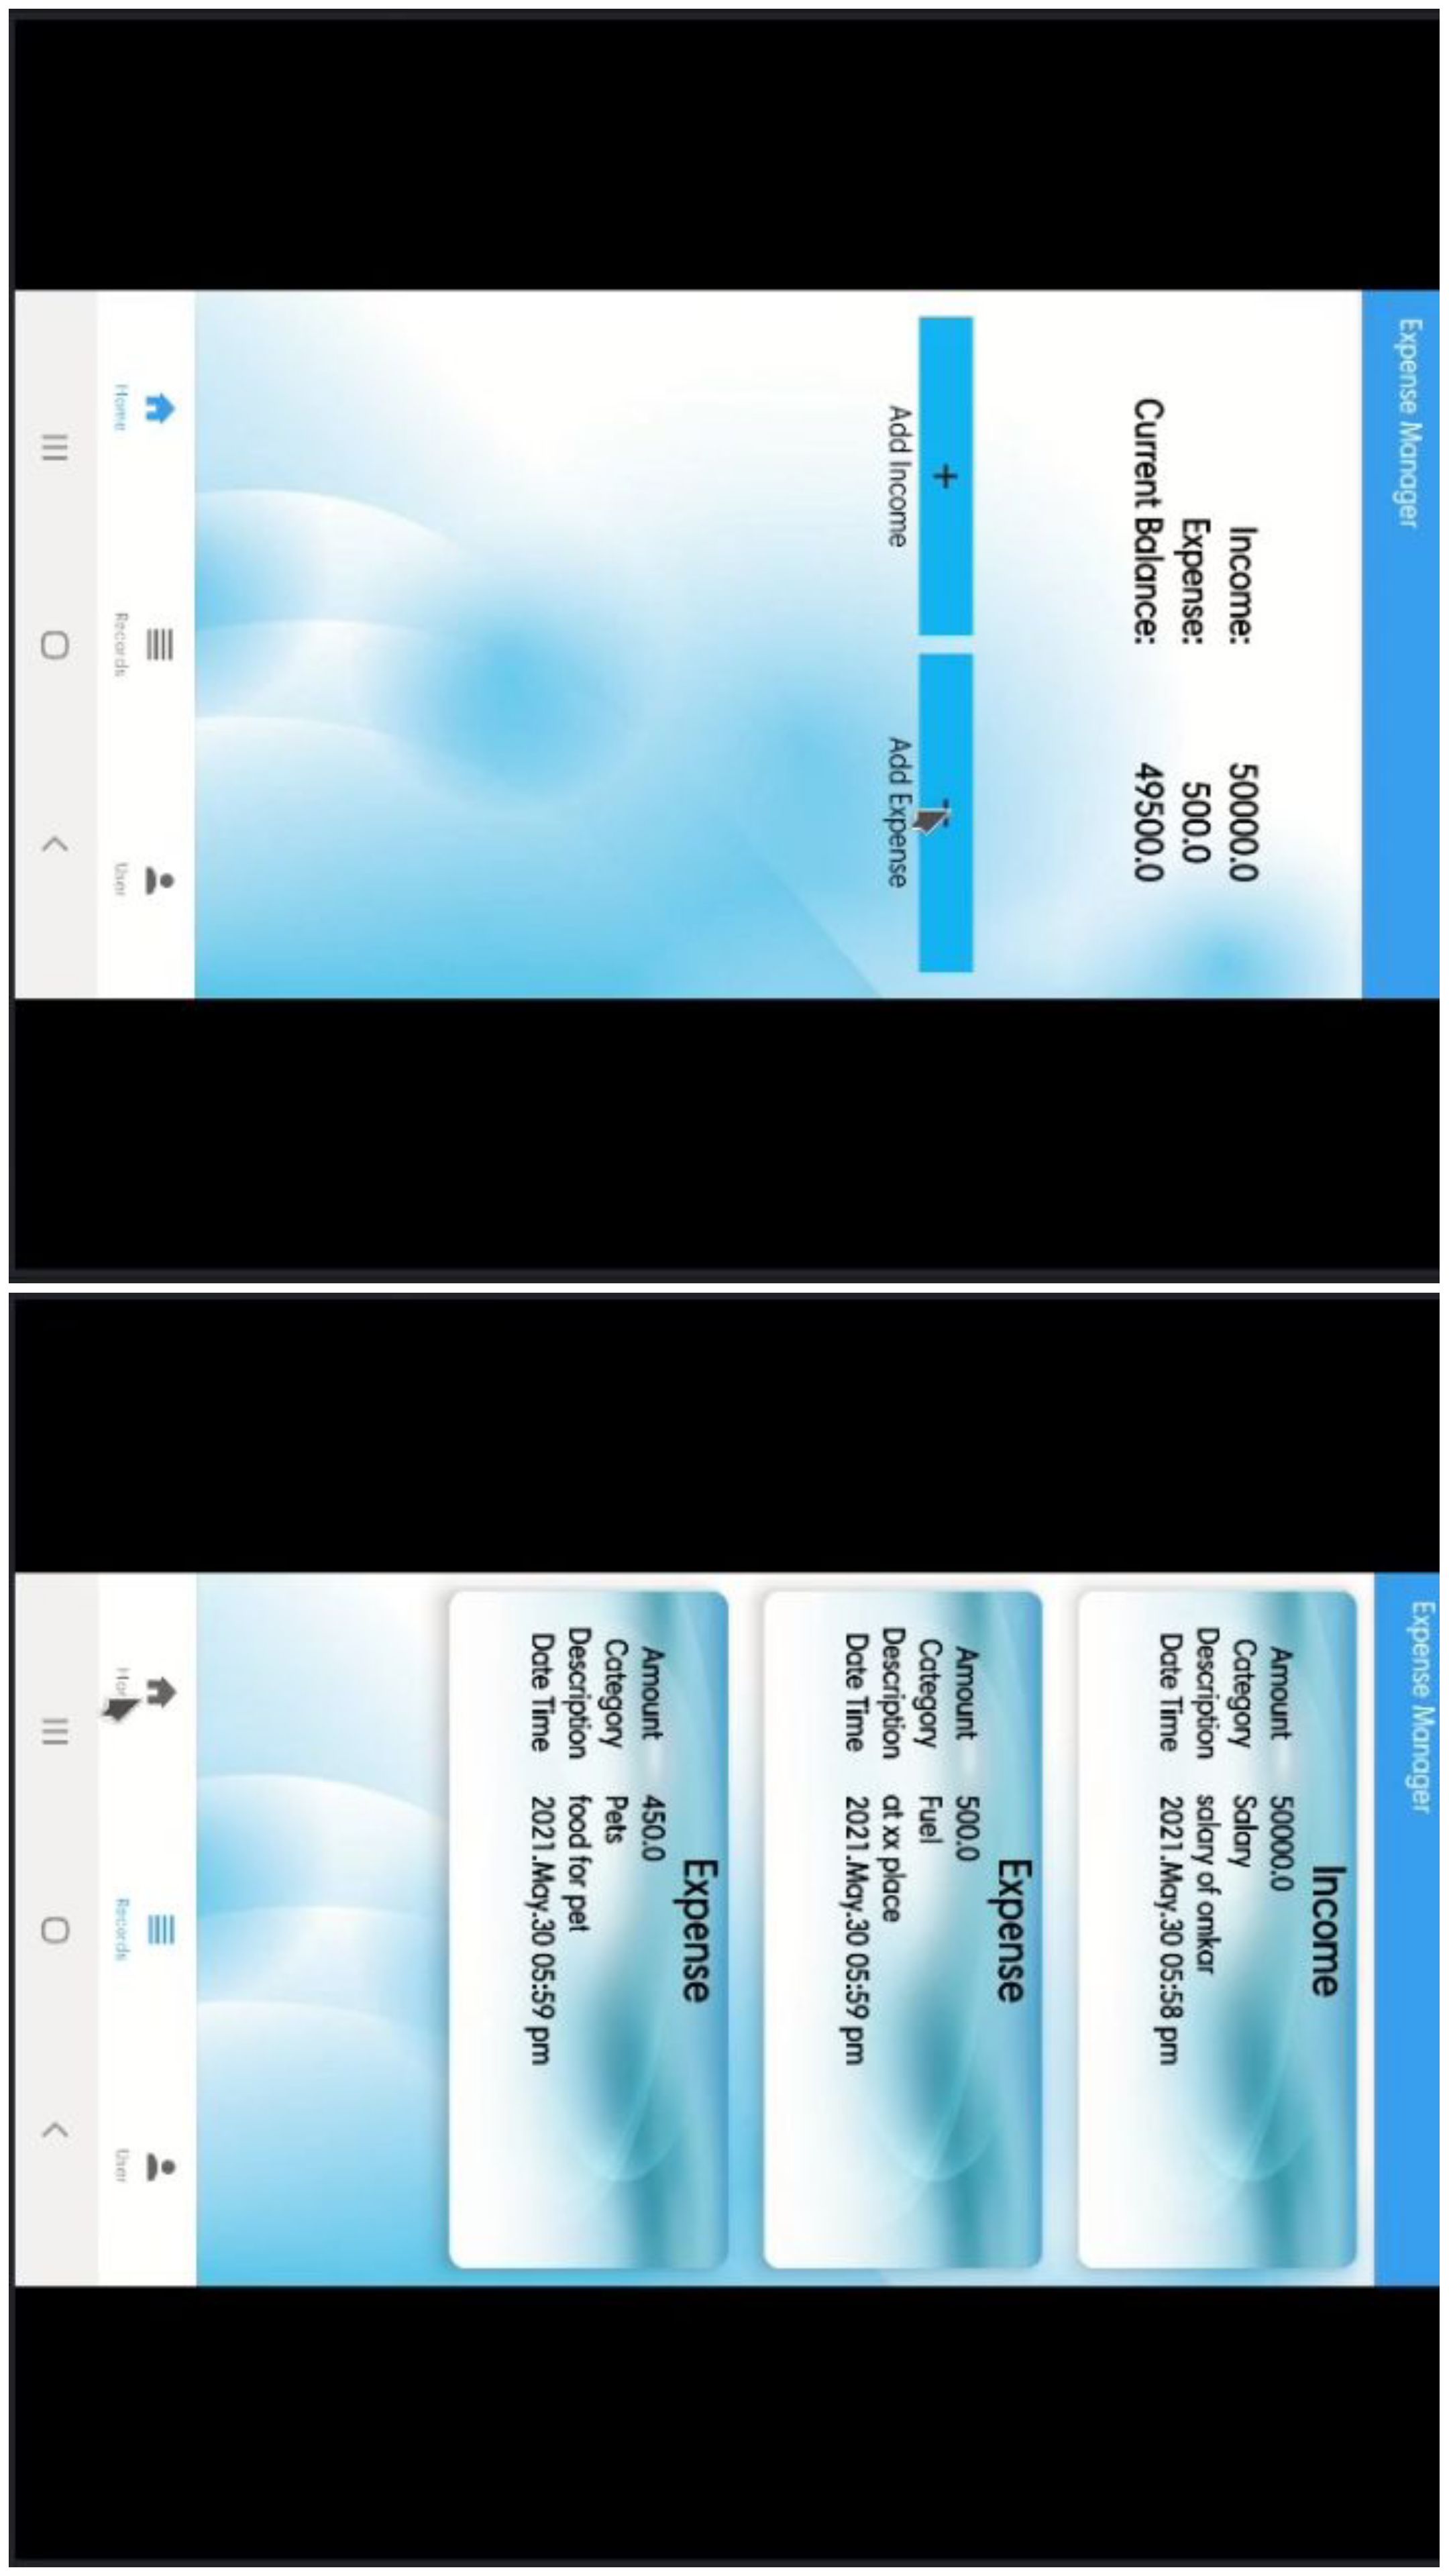 Expense Manager
Income: 50000.0
Expense: 500.0
Current Balance: 49500.0
+
Add Income Add Expense
Home Records User
Expense Manager
Income
Amount 50000.0
Category Salary
Description salary of omkar
Date Time 2021.May.30 05:58 pm
Expense
Amount 500.0
Category Fuel
Description at xx place
Date Time 2021.May.30 05:59 pm
Expense
Amount 450.0
Category Pets
Description food for pet
Date Time 2021.May.30 05:59 pm
Records User